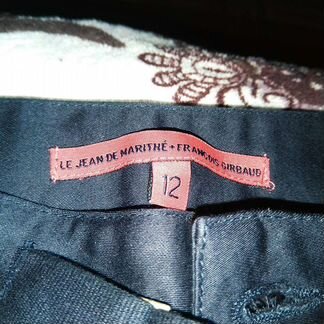 LE JEAN DE MARITHÉ + FRANÇOIS GIRBAUD
12